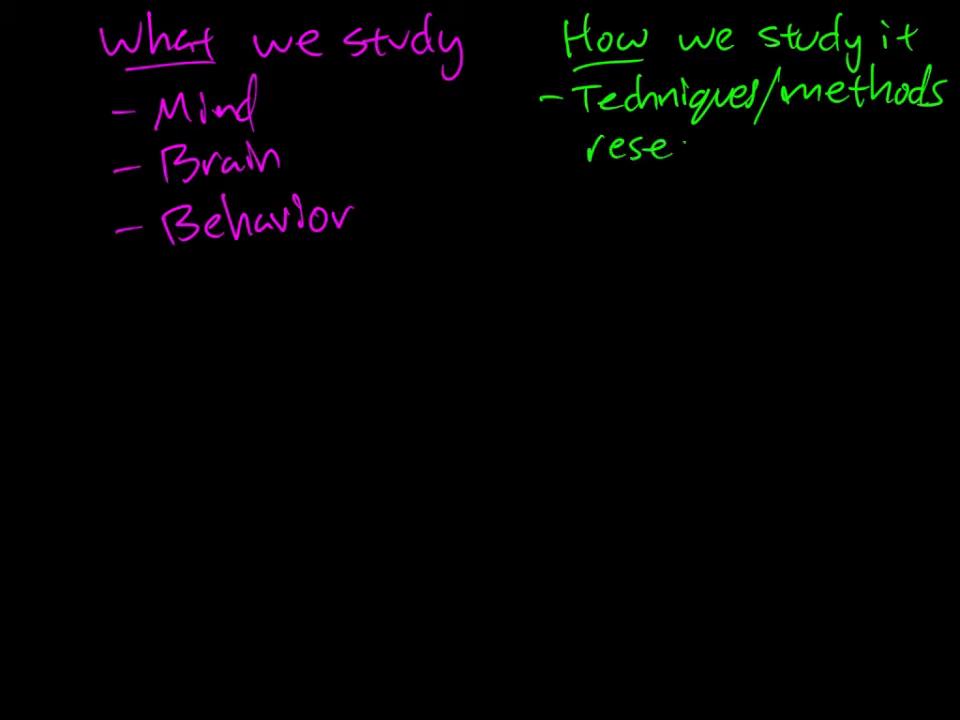 What we study
- Mind
- Brain
- Behavior
How we study it
- Techniques/methods
rese